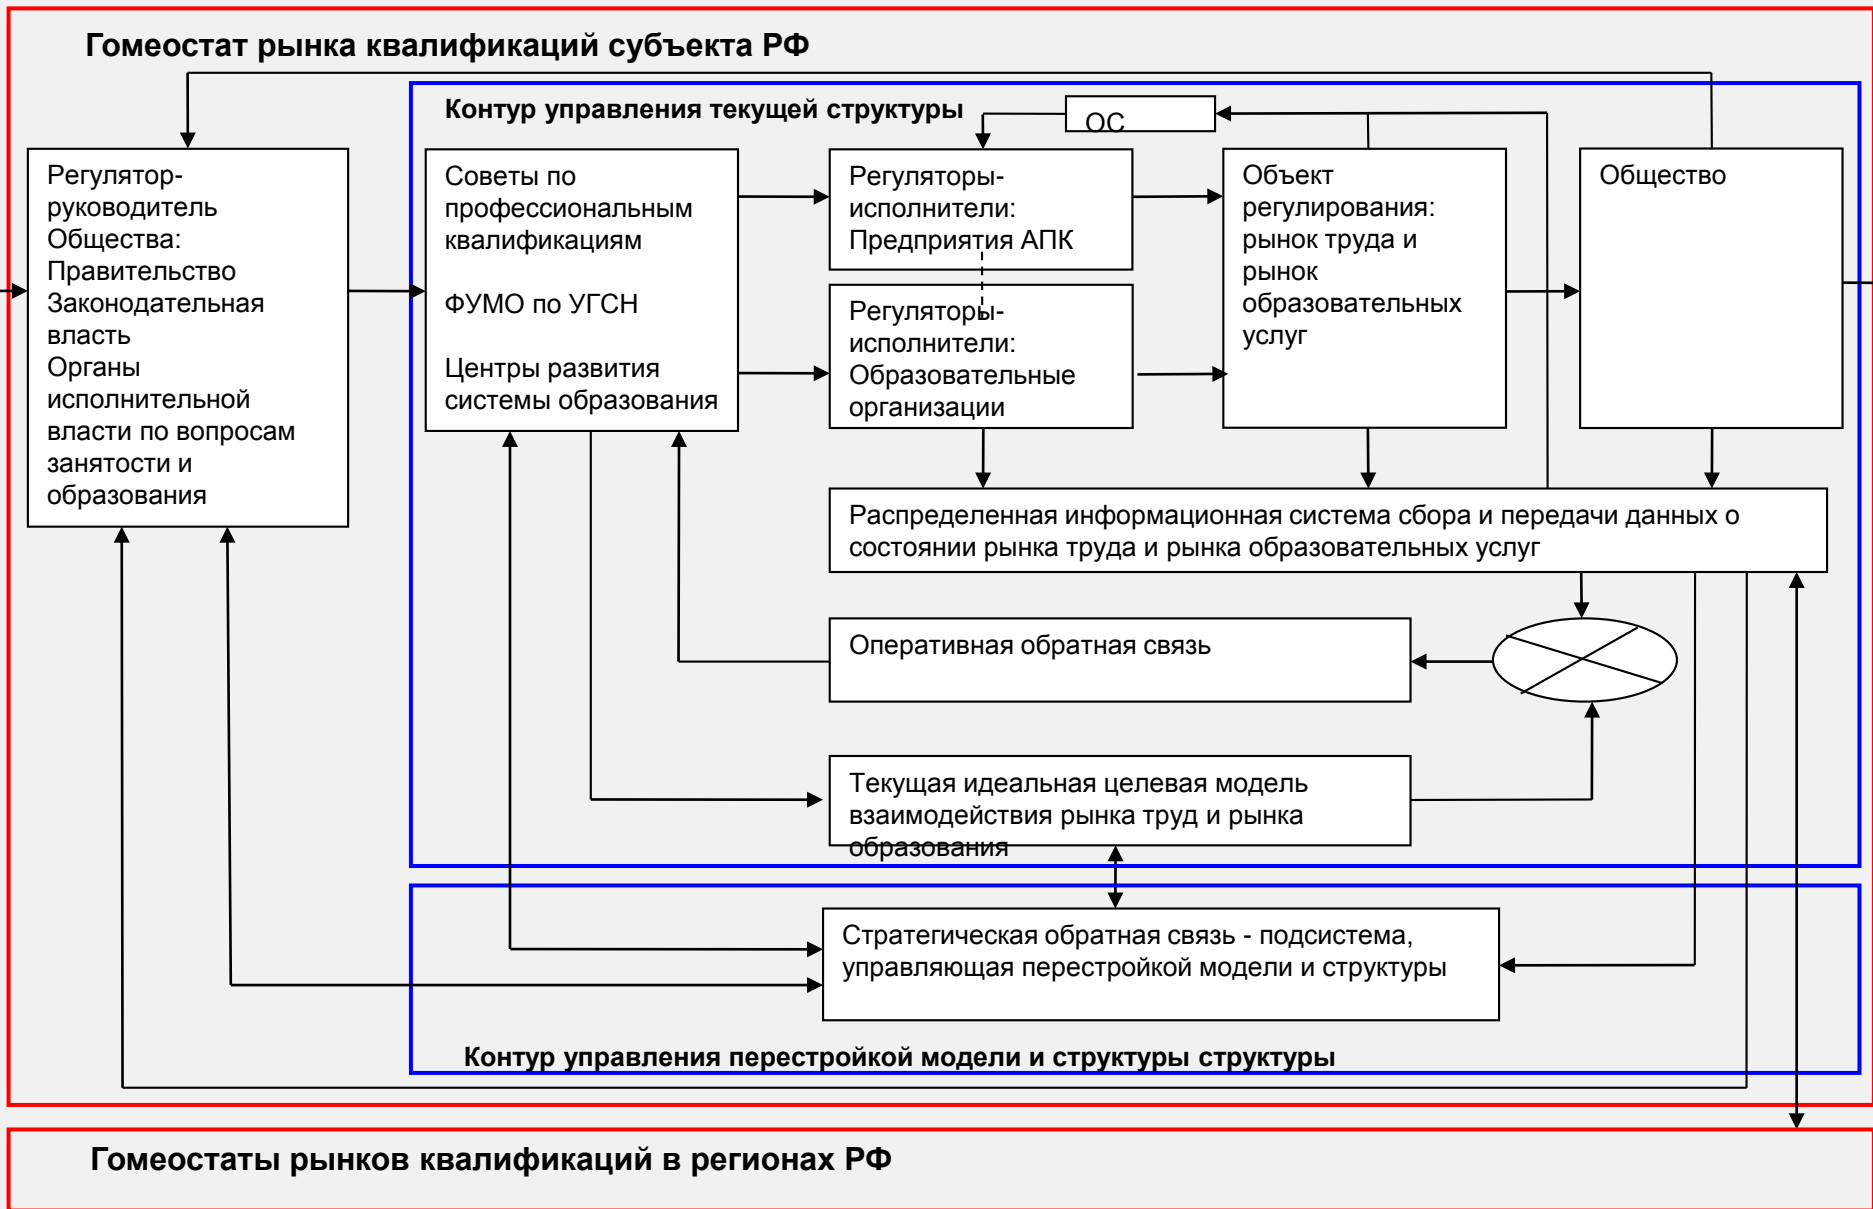 Гомеостат рынка квалификаций субъекта РФ
Контур управления текущей структуры
ОС
Регулятор-
руководитель
Общества:
Правительство
Законодательная
власть
Органы
исполнительной
власти по вопросам
занятости и
образования
Советы по
профессиональным
квалификациям
ФУМО по УГСН
Центры развития
системы образования
Регуляторы-
исполнители:
Предприятия АПК
Регуляторы-
исполнители:
Образовательные
организации
Объект
регулирования:
рынок труда и
рынок
образовательных
услуг
Общество
Распределенная информационная система сбора и передачи данных о
состоянии рынка труда и рынка образовательных услуг
Оперативная обратная связь
Текущая идеальная целевая модель
взаимодействия рынка труд и рынка
образования
Стратегическая обратная связь - подсистема,
управляющая перестройкой модели и структуры
Контур управления перестройкой модели и структуры структуры
Гомеостаты рынков квалификаций в регионах РФ